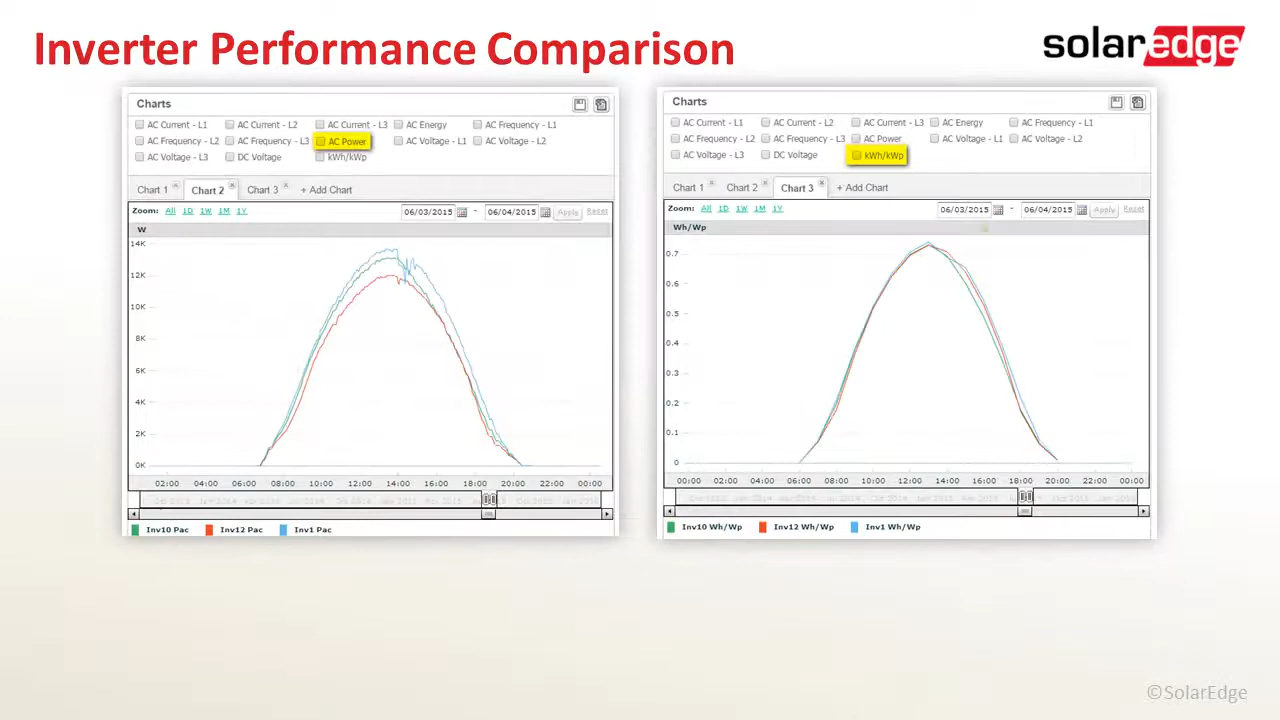 Inverter Performance Comparison
solaredge
Charts
AC Current - L1 AC Current - L2 AC Current - L3 AC Energy AC Frequency - L1
AC Frequency - L2 AC Frequency - L3 AC Power AC Voltage - L1 AC Voltage - L2
AC Voltage - L3 DC Voltage kWh/kWp
Chart 1 Chart 2 Chart 3 + Add Chart
Zoom: All 1D 1W 1M 1Y 06/03/2015 - 06/04/2015 Apply Reset
W
14K
12K
10K
8K
6K
4K
2K
0K
02:00 04:00 06:00 08:00 10:00 12:00 14:00 16:00 18:00 20:00 22:00 00:00
Inv10 Pac Inv12 Pac Inv1 Pac
Charts
AC Current - L1 AC Current - L2 AC Current - L3 AC Energy AC Frequency - L1
AC Frequency - L2 AC Frequency - L3 AC Power AC Voltage - L1 AC Voltage - L2
AC Voltage - L3 DC Voltage kWh/kWp
Chart 1 Chart 2 Chart 3 + Add Chart
Zoom: All 1D 1W 1M 1Y 06/03/2015 - 06/04/2015 Apply Reset
Wh/Wp
0.7
0.6
0.5
0.4
0.3
0.2
0.1
0
00:00 02:00 04:00 06:00 08:00 10:00 12:00 14:00 16:00 18:00 20:00 22:00 00:00
Inv10 Wh/Wp Inv12 Wh/Wp Inv1 Wh/Wp
©SolarEdge